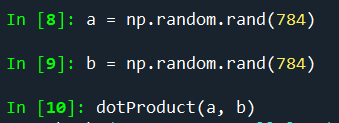 In [8]: a = np.random.rand(784)
In [9]: b = np.random.rand(784)
In [10]: dotProduct(a, b)